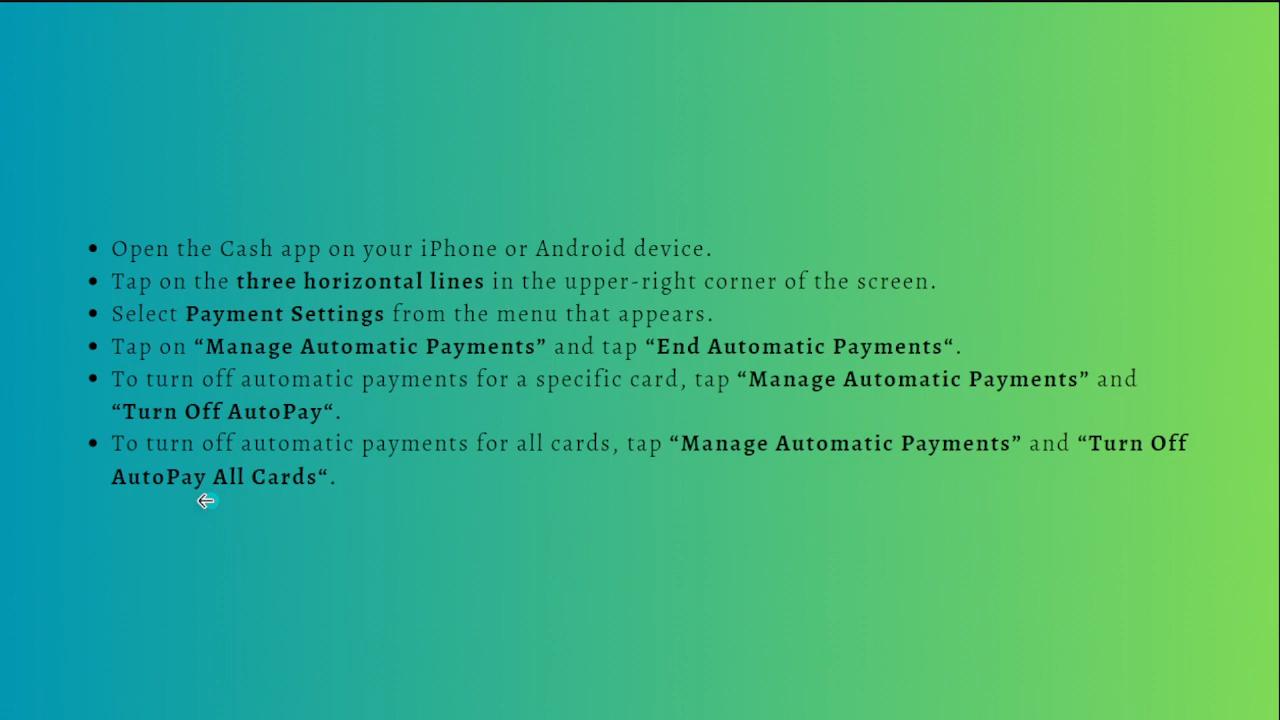 • Open the Cash app on your iPhone or Android device.
• Tap on the three horizontal lines in the upper-right corner of the screen.
• Select Payment Settings from the menu that appears.
• Tap on “Manage Automatic Payments” and tap “End Automatic Payments“.
• To turn off automatic payments for a specific card, tap “Manage Automatic Payments” and
“Turn Off AutoPay“.
• To turn off automatic payments for all cards, tap “Manage Automatic Payments” and “Turn Off
AutoPay All Cards“.